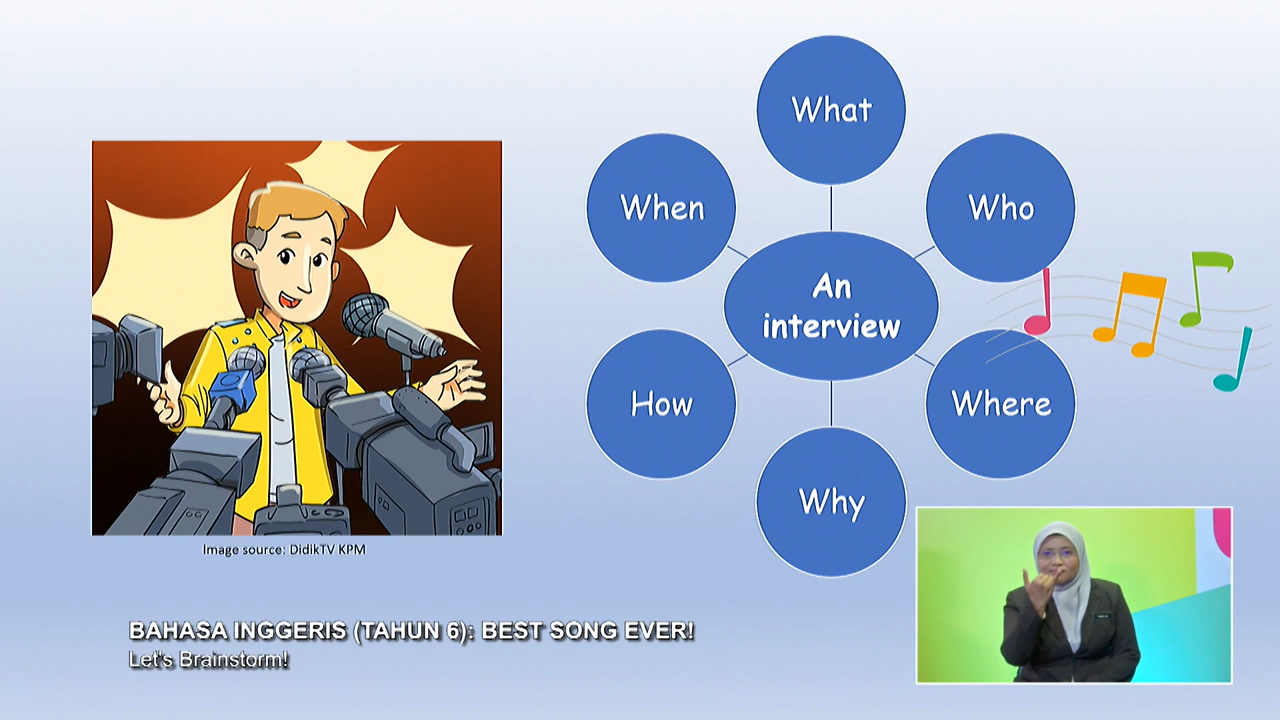 What
When
Who
An
interview
How
Where
Why
Image source: DidikTV KPM
BAHASA INGGERIS (TAHUN 6): BEST SONG EVER!
Let's Brainstorm!